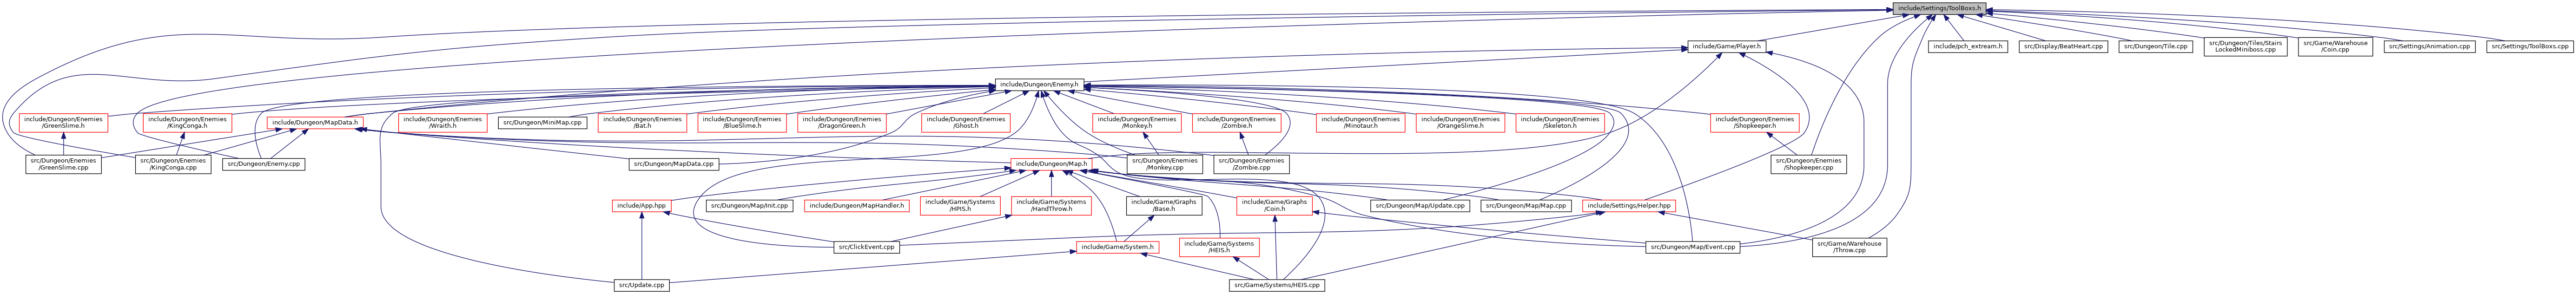 include/Settings/ToolBoxs.h
include/Game/Player.h
include/pch_extream.h
src/Display/BeatHeart.cpp
src/Dungeon/Tile.cpp
src/Dungeon/Tiles/Stairs
LockedMiniboss.cpp
src/Game/Warehouse
/Coin.cpp
src/Settings/Animation.cpp
src/Settings/ToolBoxs.cpp
include/Dungeon/Enemy.h
include/Dungeon/Enemies
/GreenSlime.h
include/Dungeon/Enemies
/KingConga.h
include/Dungeon/MapData.h
include/Dungeon/Enemies
/Wraith.h
src/Dungeon/MiniMap.cpp
include/Dungeon/Enemies
/Bat.h
include/Dungeon/Enemies
/BlueSlime.h
include/Dungeon/Enemies
/DragonGreen.h
include/Dungeon/Enemies
/Ghost.h
include/Dungeon/Enemies
/Monkey.h
include/Dungeon/Enemies
/Zombie.h
include/Dungeon/Enemies
/Minotaur.h
include/Dungeon/Enemies
/OrangeSlime.h
include/Dungeon/Enemies
/Skeleton.h
include/Dungeon/Enemies
/Shopkeeper.h
src/Dungeon/Enemies
/GreenSlime.cpp
src/Dungeon/Enemies
/KingConga.cpp
src/Dungeon/Enemy.cpp
src/Dungeon/MapData.cpp
include/Dungeon/Map.h
src/Dungeon/Enemies
/Monkey.cpp
src/Dungeon/Enemies
/Zombie.cpp
src/Dungeon/Enemies
/Shopkeeper.cpp
include/App.hpp
src/Dungeon/Map/Init.cpp
include/Dungeon/MapHandler.h
include/Game/Systems
/HPIS.h
include/Game/Systems
/HandThrow.h
include/Game/Graphs
/Base.h
include/Game/Graphs
/Coin.h
src/Dungeon/Map/Update.cpp
src/Dungeon/Map/Map.cpp
include/Settings/Helper.hpp
src/ClickEvent.cpp
include/Game/System.h
include/Game/Systems
/HEIS.h
src/Dungeon/Map/Event.cpp
src/Game/Warehouse
/Throw.cpp
src/Update.cpp
src/Game/Systems/HEIS.cpp